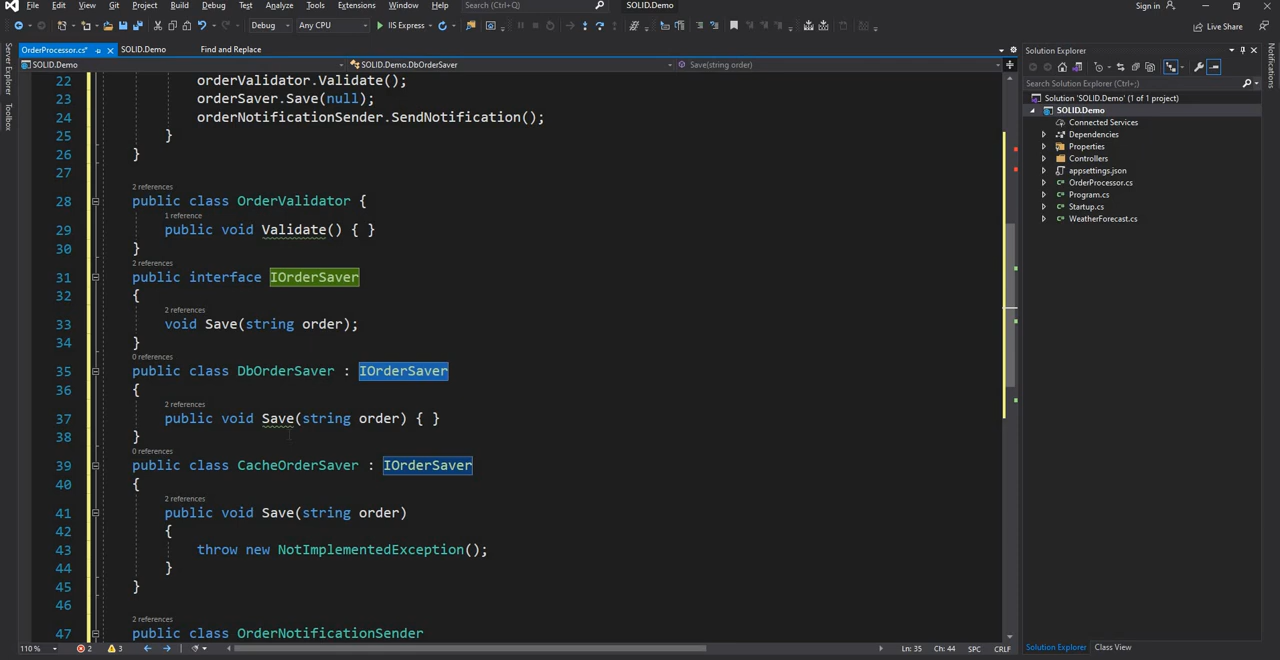 File Edit View Git Project Build Debug Test Analyze Tools Extensions Window Help Search (Ctrl+;) SOLID.Demo Sign in
Debug Any CPU IIS Express Live Share
OrderProcessor.cs* SOLID.Demo Find and Replace
SOLID.Demo SOLID.Demo.DbOrderSaver Save(string order)
Server Explorer
Toolbox
22 orderValidator.Validate();
23 orderSaver.Save(null);
24 orderNotificationSender.SendNotification();
25 }
26 }
27
2 references
28 public class OrderValidator {
1 reference
29 public void Validate() { }
30 }
2 references
31 public interface IOrderSaver
32 {
2 references
33 void Save(string order);
34 }
0 references
35 public class DbOrderSaver : IOrderSaver
36 {
2 references
37 public void Save(string order) { }
38 }
0 references
39 public class CacheOrderSaver : IOrderSaver
40 {
2 references
41 public void Save(string order)
42 {
43 throw new NotImplementedException();
44 }
45 }
46
2 references
47 public class OrderNotificationSender
110 % 2 3 Ln: 35 Ch: 44 SPC CRLF
Solution Explorer
Search Solution Explorer (Ctrl+;)
Solution 'SOLID.Demo' (1 of 1 project)
SOLID.Demo
Connected Services
Dependencies
Properties
Controllers
appsettings.json
OrderProcessor.cs
Program.cs
Startup.cs
WeatherForecast.cs
Solution Explorer Class View
Notifications